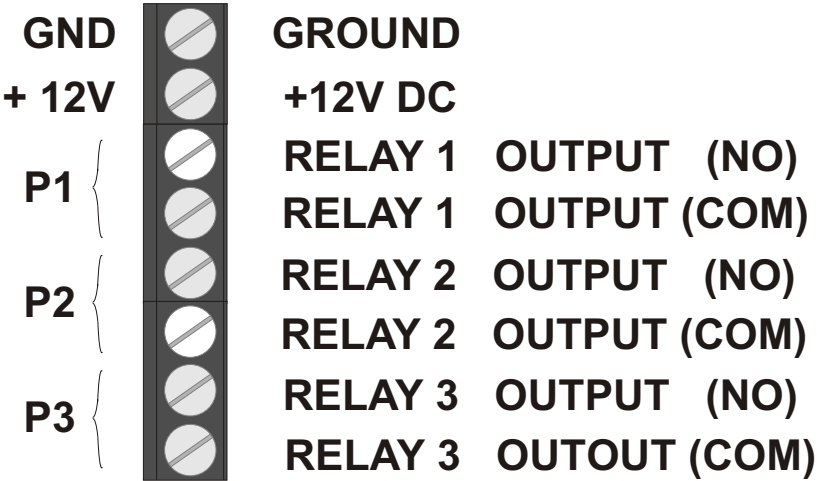 GND GROUND
+ 12V +12V DC
RELAY 1 OUTPUT (NO)
P1
RELAY 1 OUTPUT (COM)
RELAY 2 OUTPUT (NO)
P2
RELAY 2 OUTPUT (COM)
RELAY 3 OUTPUT (NO)
P3
RELAY 3 OUTOUT (COM)